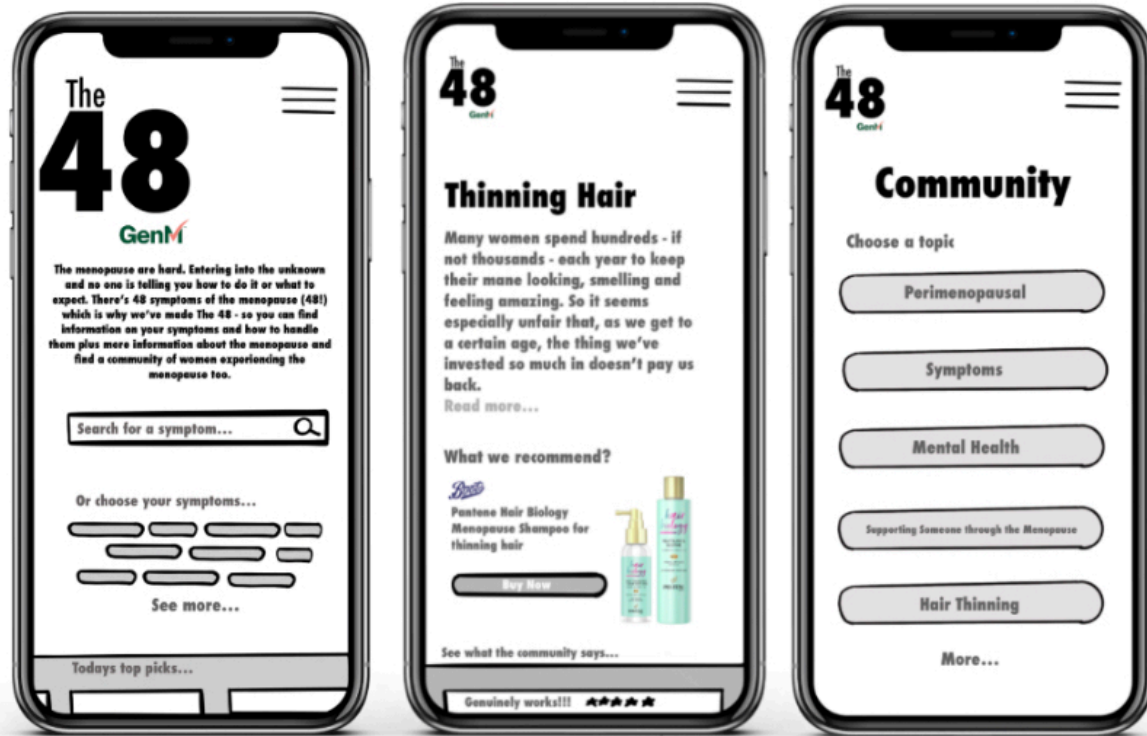 The
48
GenM
The menopause are hard. Entering into the unknown
and no one is telling you how to do it or what to
expect. There's 48 symptoms of the menopause (48!)
which is why we've made The 48 - so you can find
information on your symptoms and how to handle
them plus more information about the menopause and
find a community of women experiencing the
menopause too.
Search for a symptom...
Or choose your symptoms...
See more...
Todays top picks...
The
48
GenM
Thinning Hair
Many women spend hundreds - if
not thousands - each year to keep
their mane looking, smelling and
feeling amazing. So it seems
especially unfair that, as we get to
a certain age, the thing we've
invested so much in doesn't pay us
back.
Read more...
What we recommend?
Boots
Pantene Hair Biology
Menopause Shampoo for
thinning hair
Buy Now
hair
biology
See what the community says...
Genuinely works!!! ★★★★★
The
48
GenM
Community
Choose a topic
Perimenopausal
Symptoms
Mental Health
Supporting Someone through the Menopause
Hair Thinning
More...